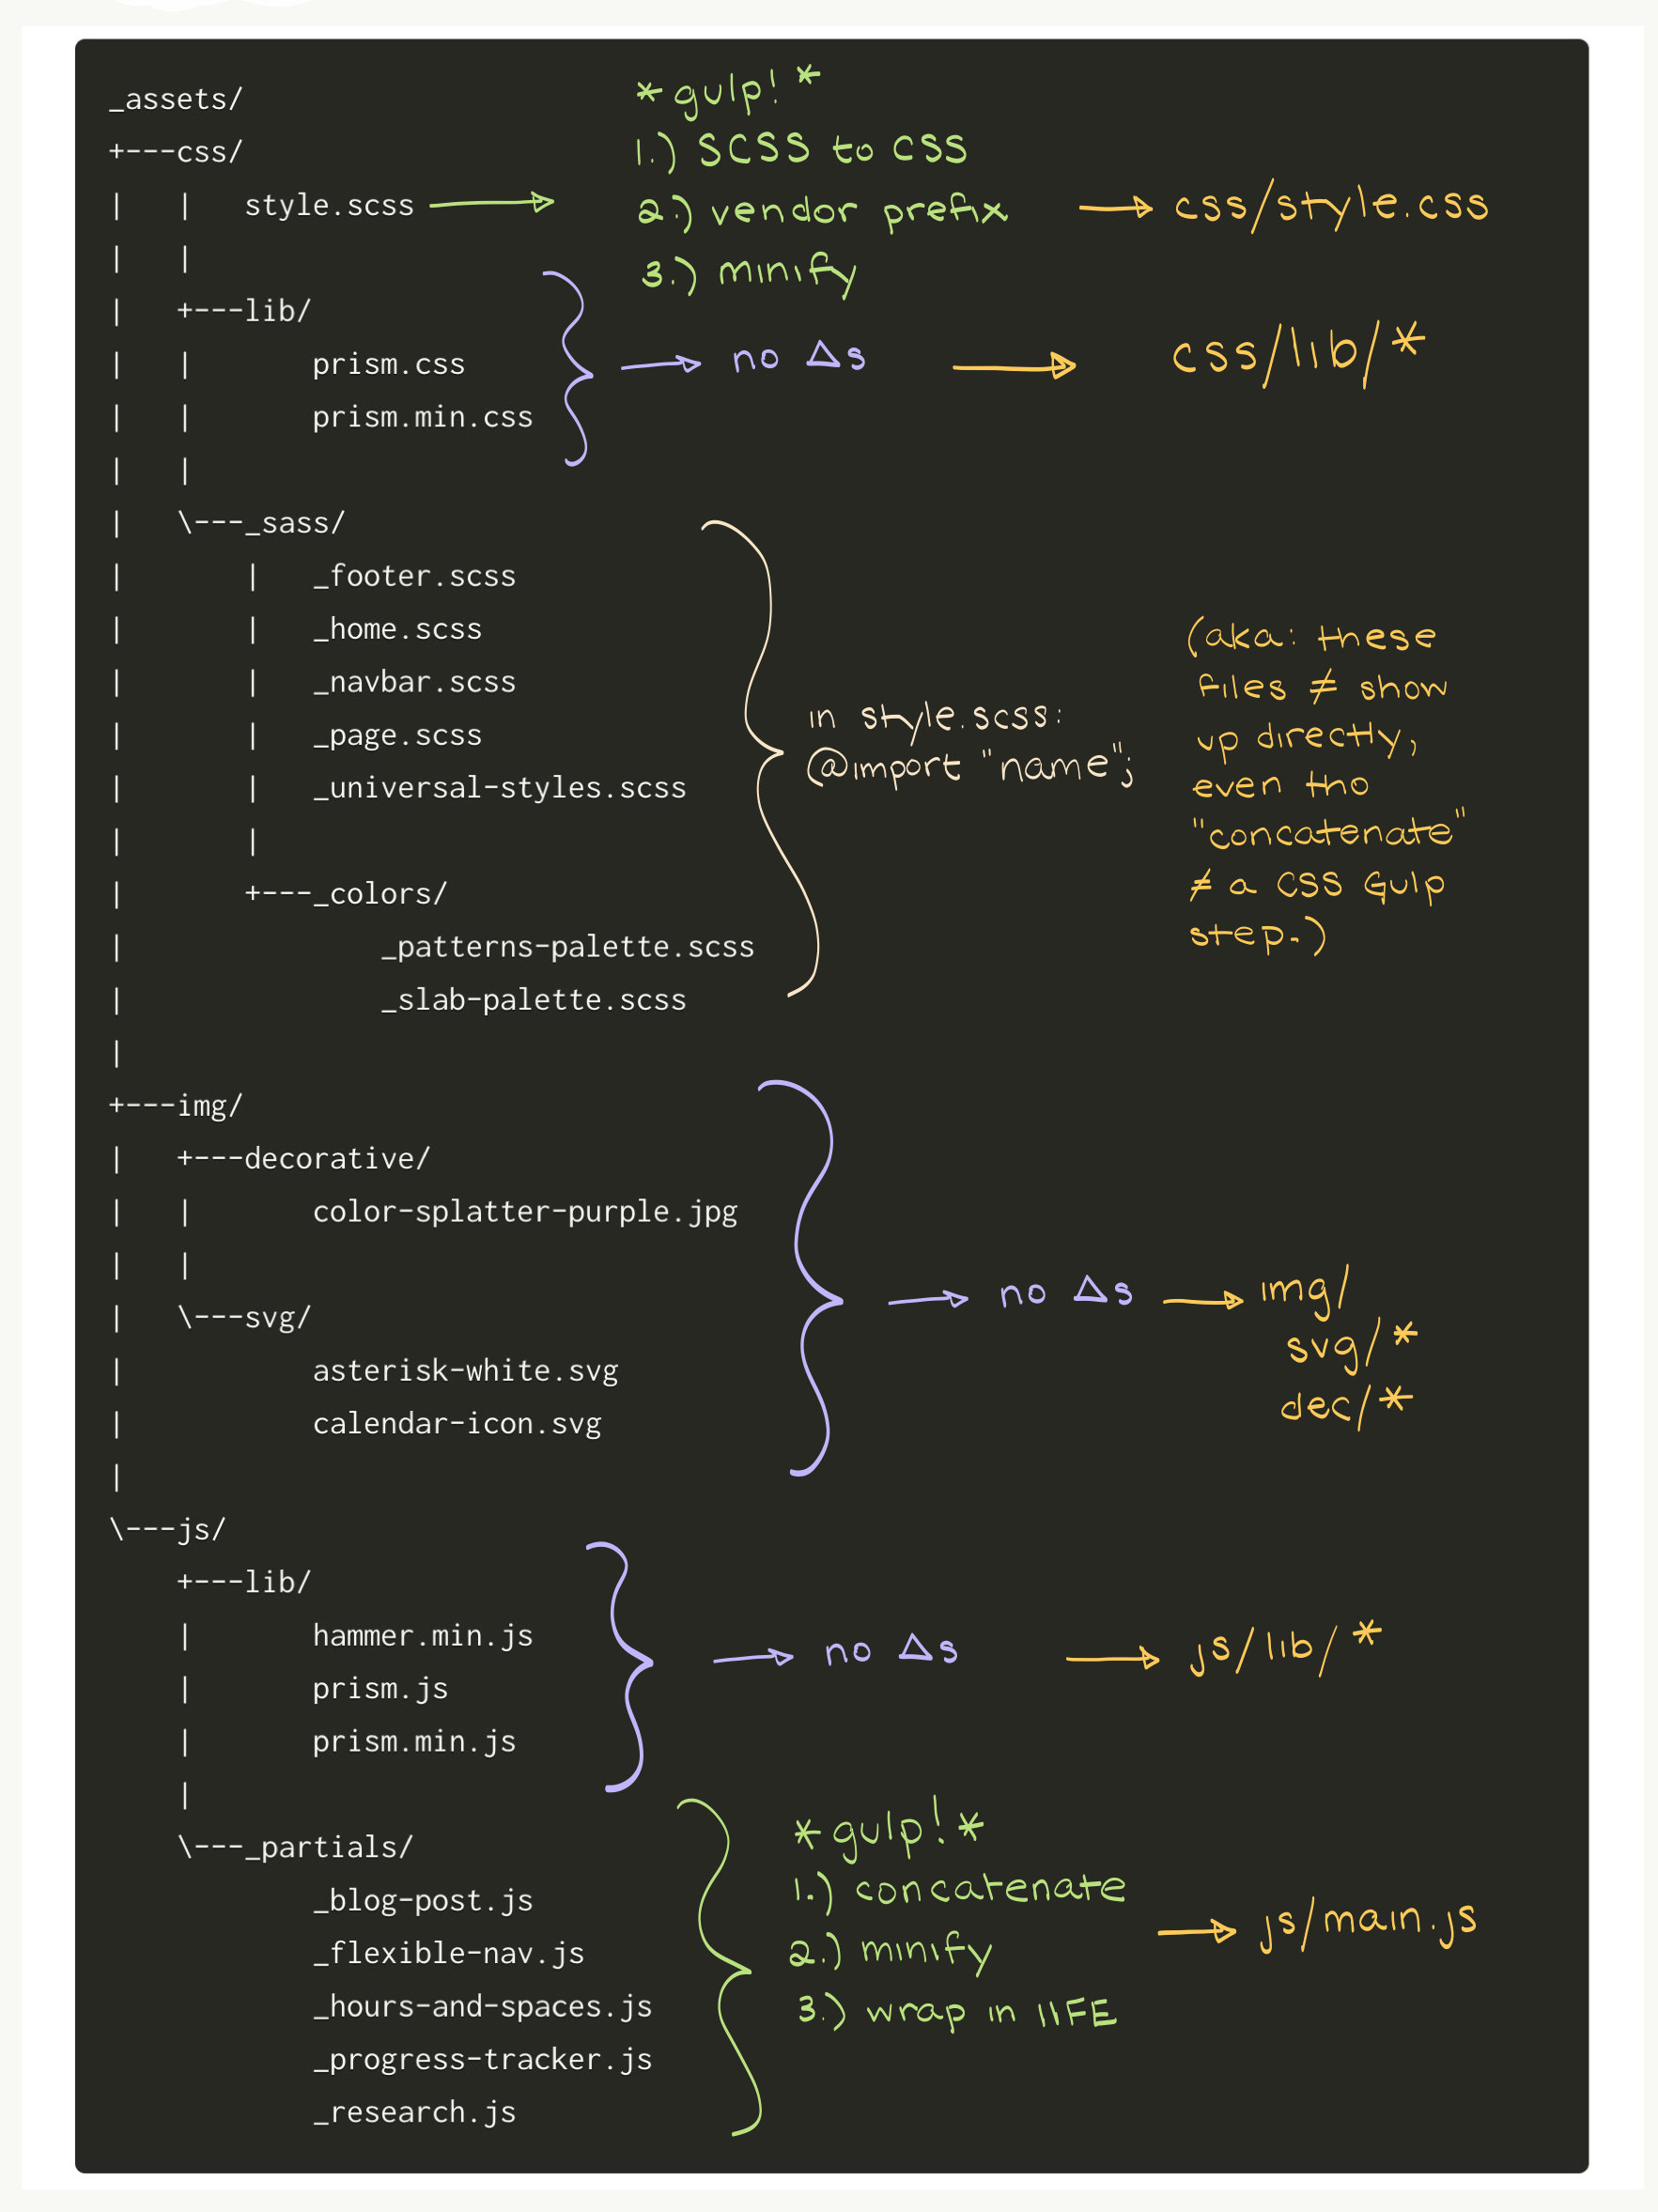 _assets/
*gulp!*
+---css/
1.) SCSS to CSS
|   |   style.scss
2.) vendor prefix
css/style.css
|   |
3.) minify
|   +---lib/
|   |       prism.css
no Δs
css/lib/*
|   |       prism.min.css
|   |
|   \---_sass/
|       |   _footer.scss
|       |   _home.scss
|       |   _navbar.scss
|       |   _page.scss
|       |   _universal-styles.scss
|       |
|       +---_colors/
|               _patterns-palette.scss
|               _slab-palette.scss
in style.scss:
@import "name";
(aka: these
files ≠ show
up directly,
even tho
"concatenate"
≠ a CSS Gulp
step.)
|
+---img/
|   +---decorative/
|   |       color-splatter-purple.jpg
|   |
|   \---svg/
|           asterisk-white.svg
|           calendar-icon.svg
no Δs
img/
svg/*
dec/*
|
\---js/
    +---lib/
    |       hammer.min.js
    |       prism.js
    |       prism.min.js
no Δs
js/lib/*
    |
    \---_partials/
            _blog-post.js
            _flexible-nav.js
            _hours-and-spaces.js
            _progress-tracker.js
            _research.js
*gulp!*
1.) concatenate
2.) minify
3.) wrap in IIFE
js/main.js